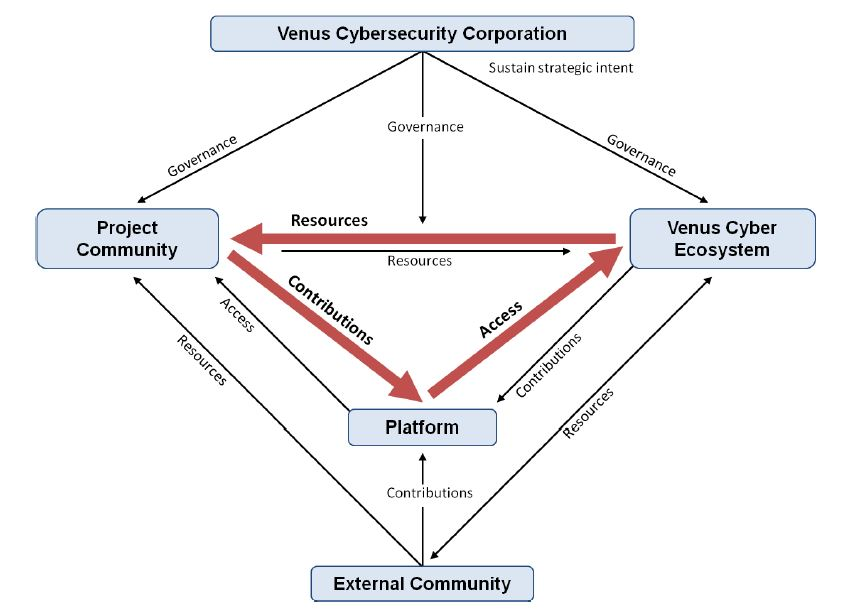 Venus Cybersecurity Corporation
Sustain strategic intent
Governance
Governance
Governance
Project
Community
Resources
Resources
Venus Cyber
Ecosystem
Contributions
Access
Access
Contributions
Resources
Resources
Platform
Contributions
External Community